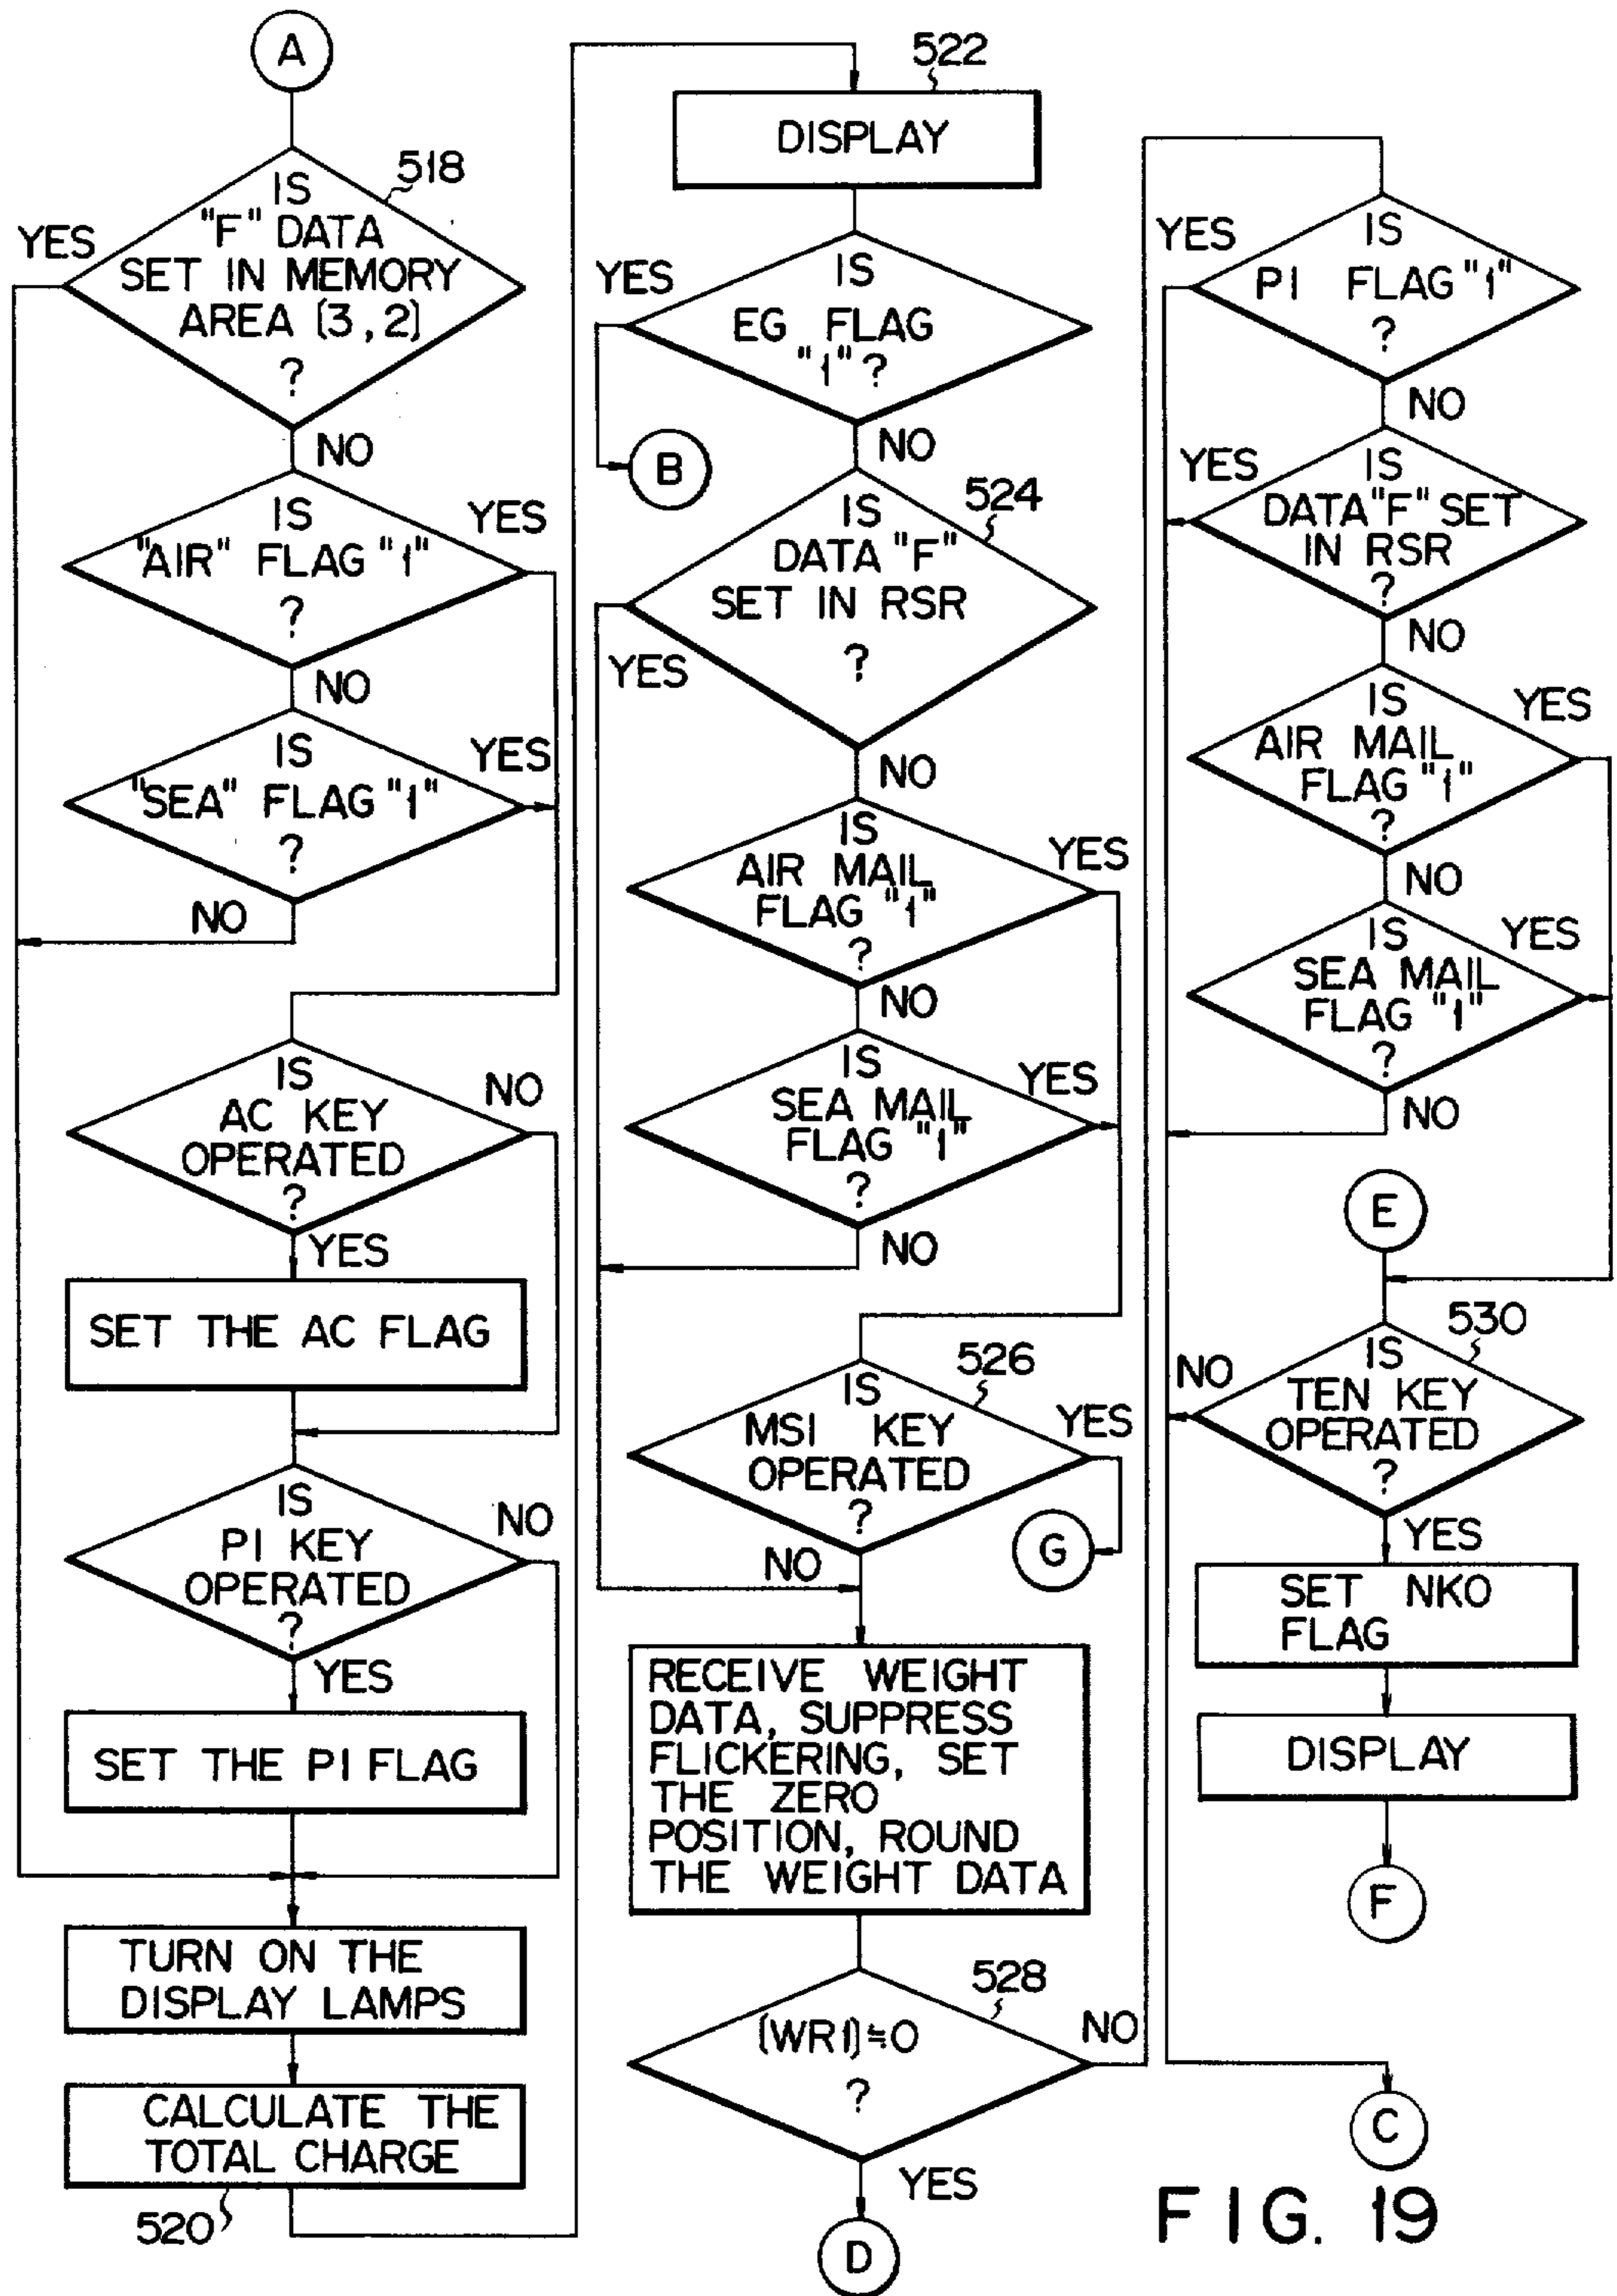 A
518
IS
"F" DATA
SET IN MEMORY
AREA (3,2)
?
YES
NO
IS
"AIR" FLAG "1"
?
YES
NO
IS
"SEA" FLAG "1"
?
YES
NO
IS
AC KEY
OPERATED
?
NO
YES
SET THE AC FLAG
IS
PI KEY
OPERATED
?
NO
YES
SET THE PI FLAG
TURN ON THE
DISPLAY LAMPS
CALCULATE THE
TOTAL CHARGE
520
522
DISPLAY
IS
EG FLAG
"1" ?
YES
B
NO
524
IS
DATA "F"
SET IN RSR
?
YES
NO
IS
AIR MAIL
FLAG "1"
?
YES
NO
IS
SEA MAIL
FLAG "1"
?
YES
NO
526
IS
MSI KEY
OPERATED
?
YES
G
NO
RECEIVE WEIGHT
DATA, SUPPRESS
FLICKERING, SET
THE ZERO
POSITION, ROUND
THE WEIGHT DATA
528
(WR1)≒0
?
NO
YES
D
IS
PI FLAG "1"
?
YES
NO
IS
DATA "F" SET
IN RSR
?
YES
NO
IS
AIR MAIL
FLAG "1"
?
YES
NO
IS
SEA MAIL
FLAG "1"
?
YES
NO
E
530
IS
TEN KEY
OPERATED
?
NO
YES
SET NKO
FLAG
DISPLAY
F
C
FIG. 19